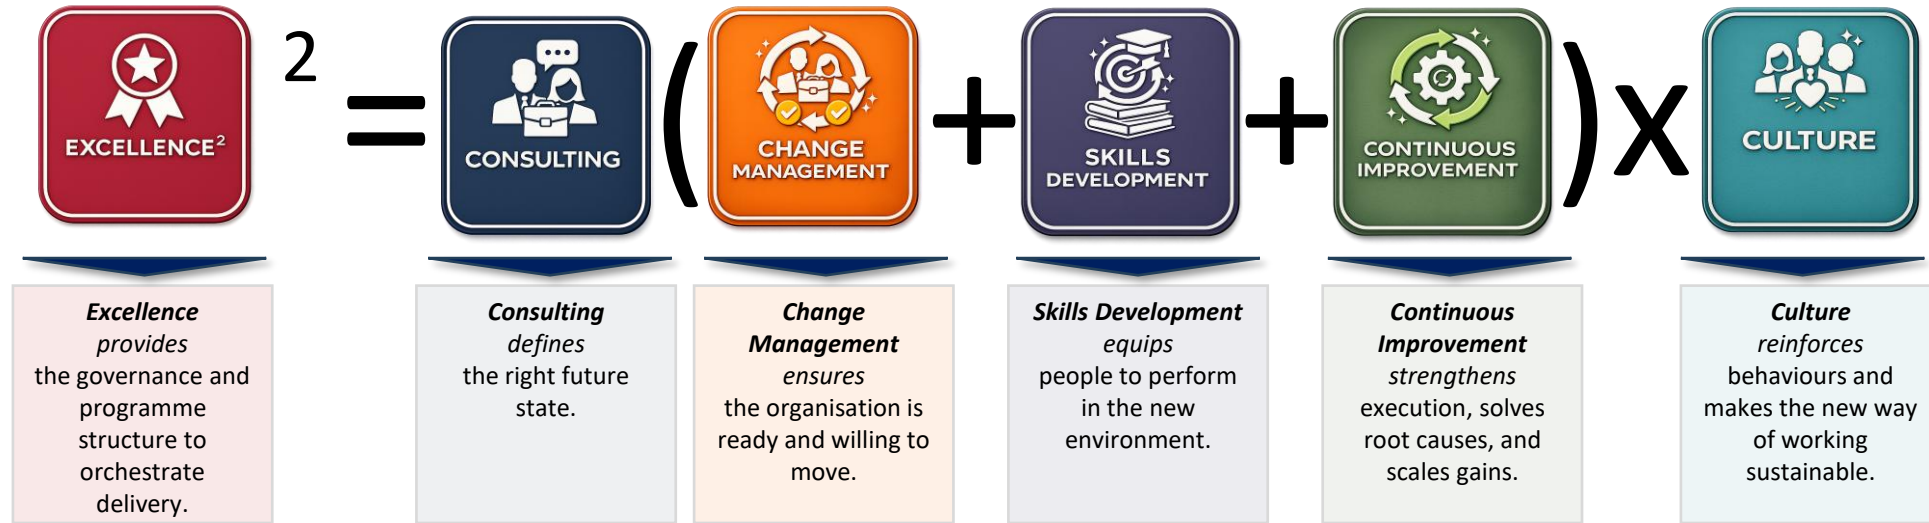 EXCELLENCE²
2
=
CONSULTING
(
CHANGE
MANAGEMENT
+
SKILLS
DEVELOPMENT
+
CONTINUOUS
IMPROVEMENT
)
x
CULTURE
Excellence
provides
the governance and
programme
structure to
orchestrate
delivery.
Consulting
defines
the right future
state.
Change
Management
ensures
the organisation is
ready and willing to
move.
Skills Development
equips
people to perform
in the new
environment.
Continuous
Improvement
strengthens
execution, solves
root causes, and
scales gains.
Culture
reinforces
behaviours and
makes the new way
of working
sustainable.